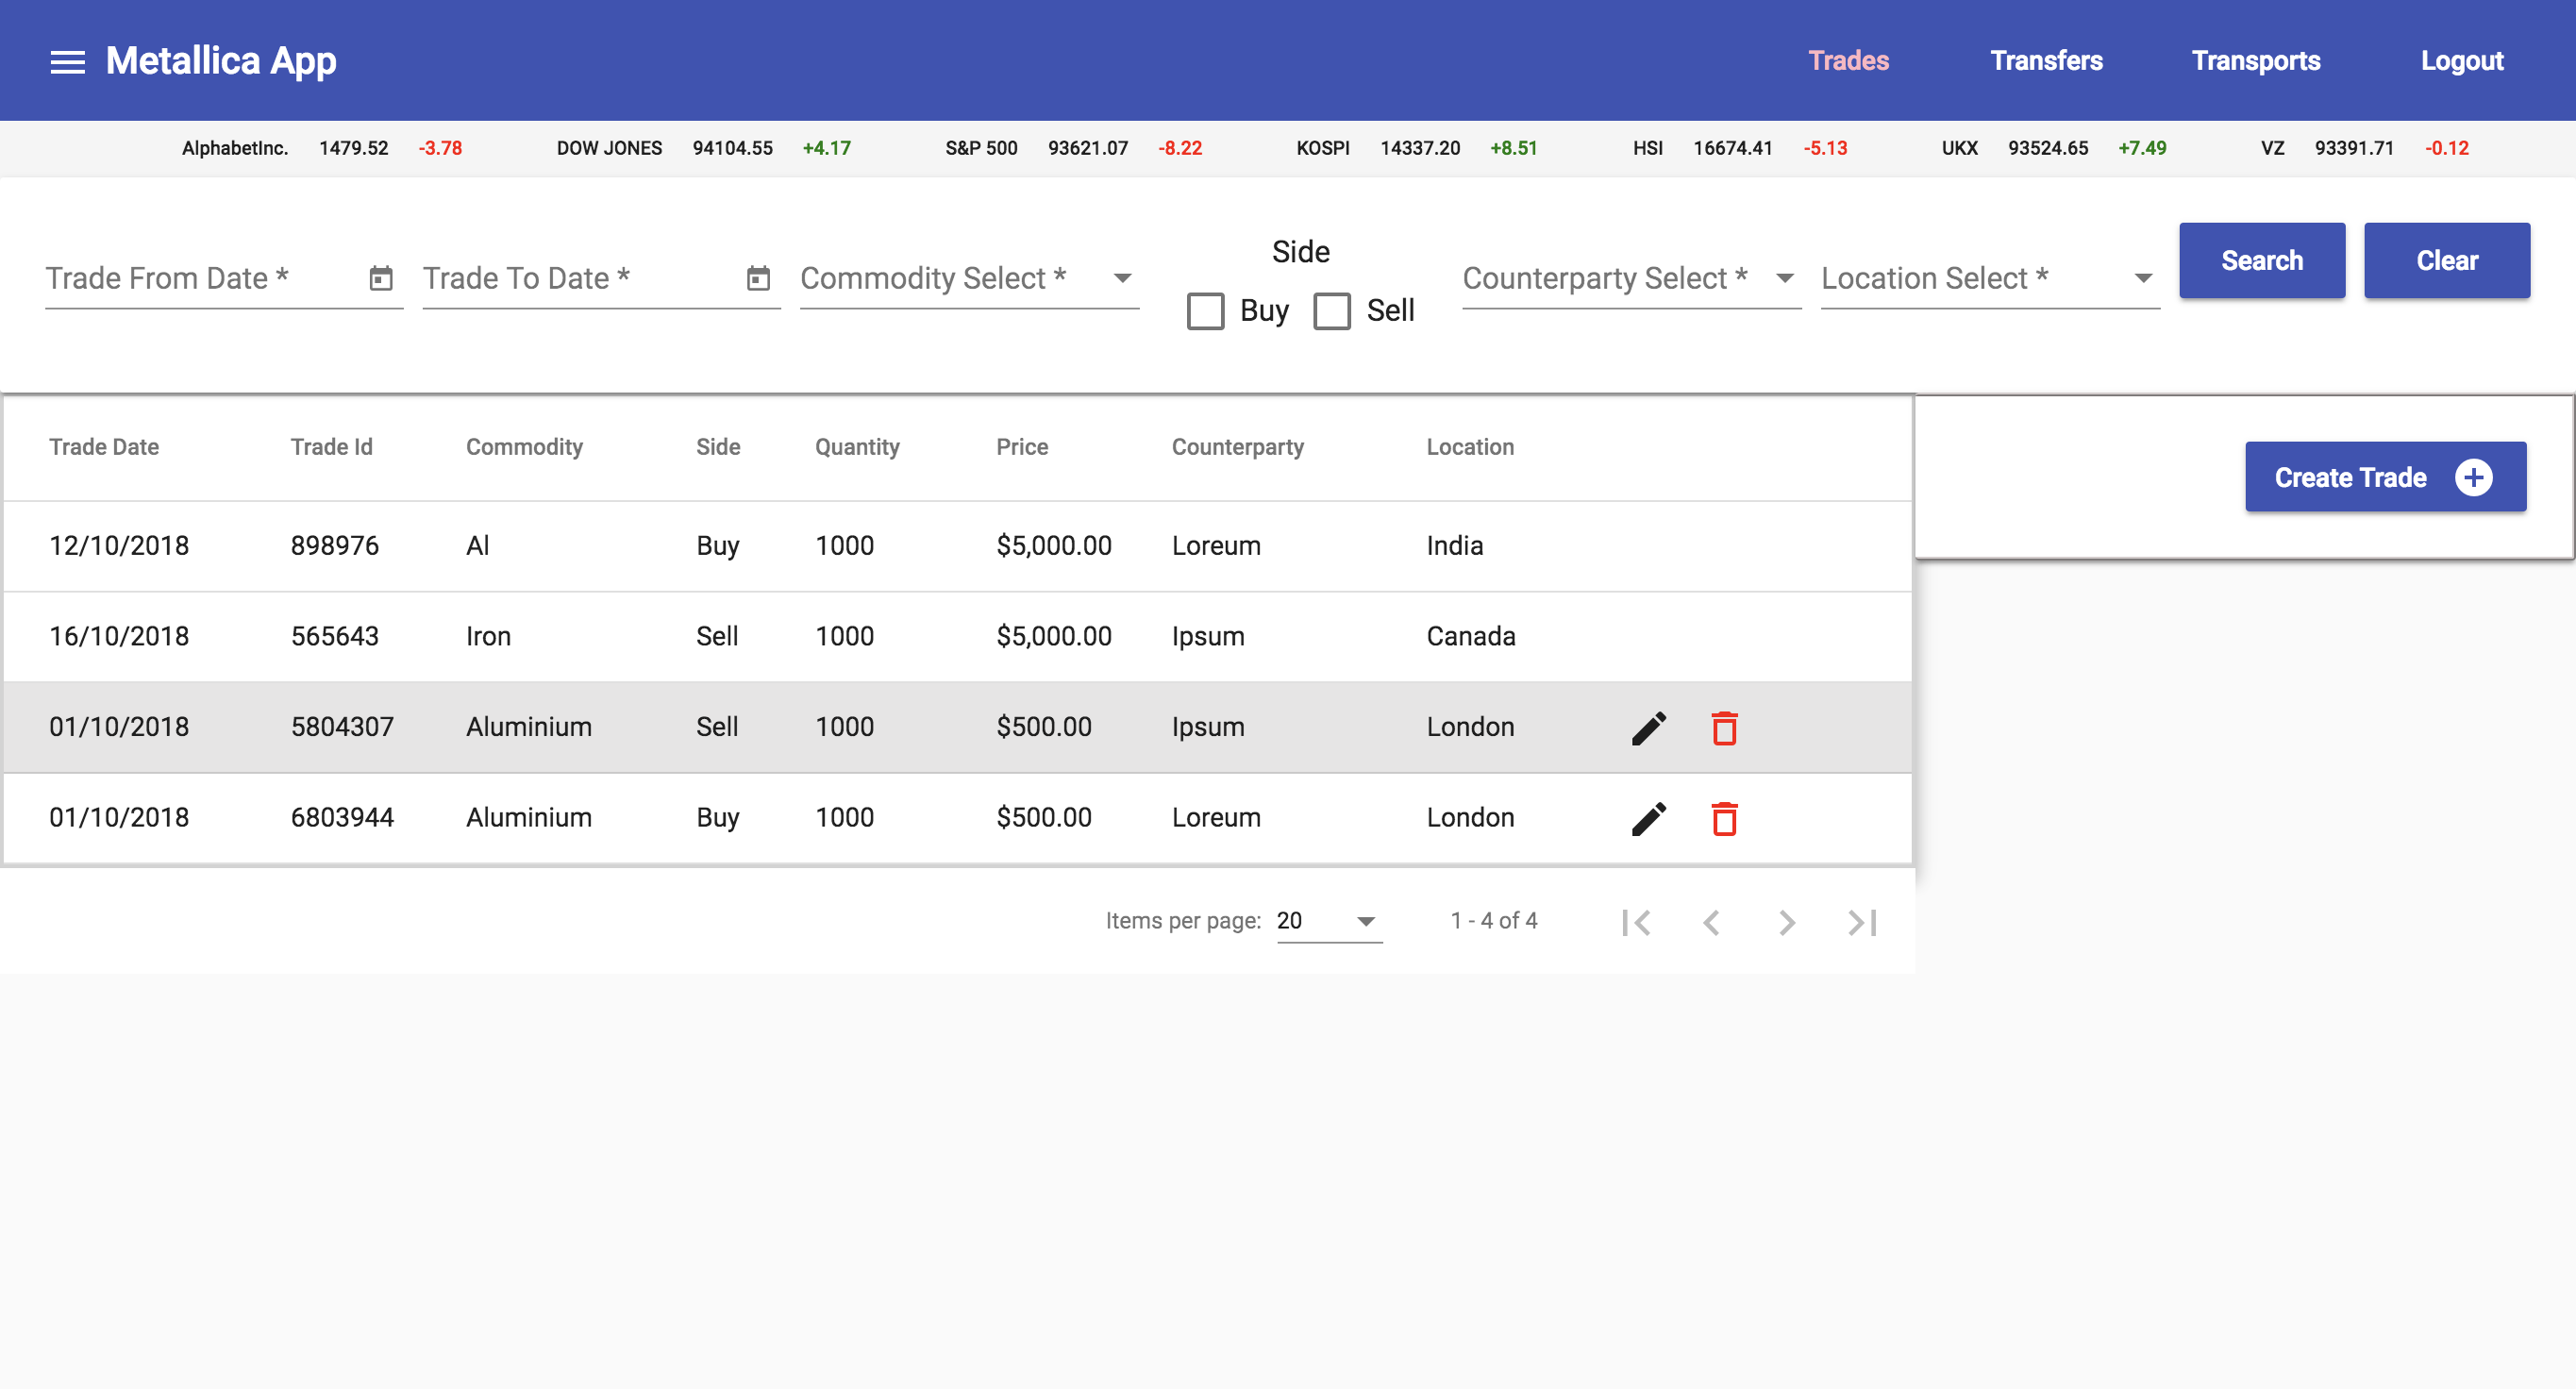 Metallica App Trades Transfers Transports Logout
AlphabetInc. 1479.52 -3.78 DOW JONES 94104.55 +4.17 S&P 500 93621.07 -8.22 KOSPI 14337.20 +8.51 HSI 16674.41 -5.13 UKX 93524.65 +7.49 VZ 93391.71 -0.12
Trade From Date * Trade To Date * Commodity Select * Side Counterparty Select * Location Select * Search Clear
Buy Sell
Trade Date Trade Id Commodity Side Quantity Price Counterparty Location
Create Trade
12/10/2018 898976 Al Buy 1000 $5,000.00 Loreum India
16/10/2018 565643 Iron Sell 1000 $5,000.00 Ipsum Canada
01/10/2018 5804307 Aluminium Sell 1000 $500.00 Ipsum London
01/10/2018 6803944 Aluminium Buy 1000 $500.00 Loreum London
Items per page: 20 1 - 4 of 4